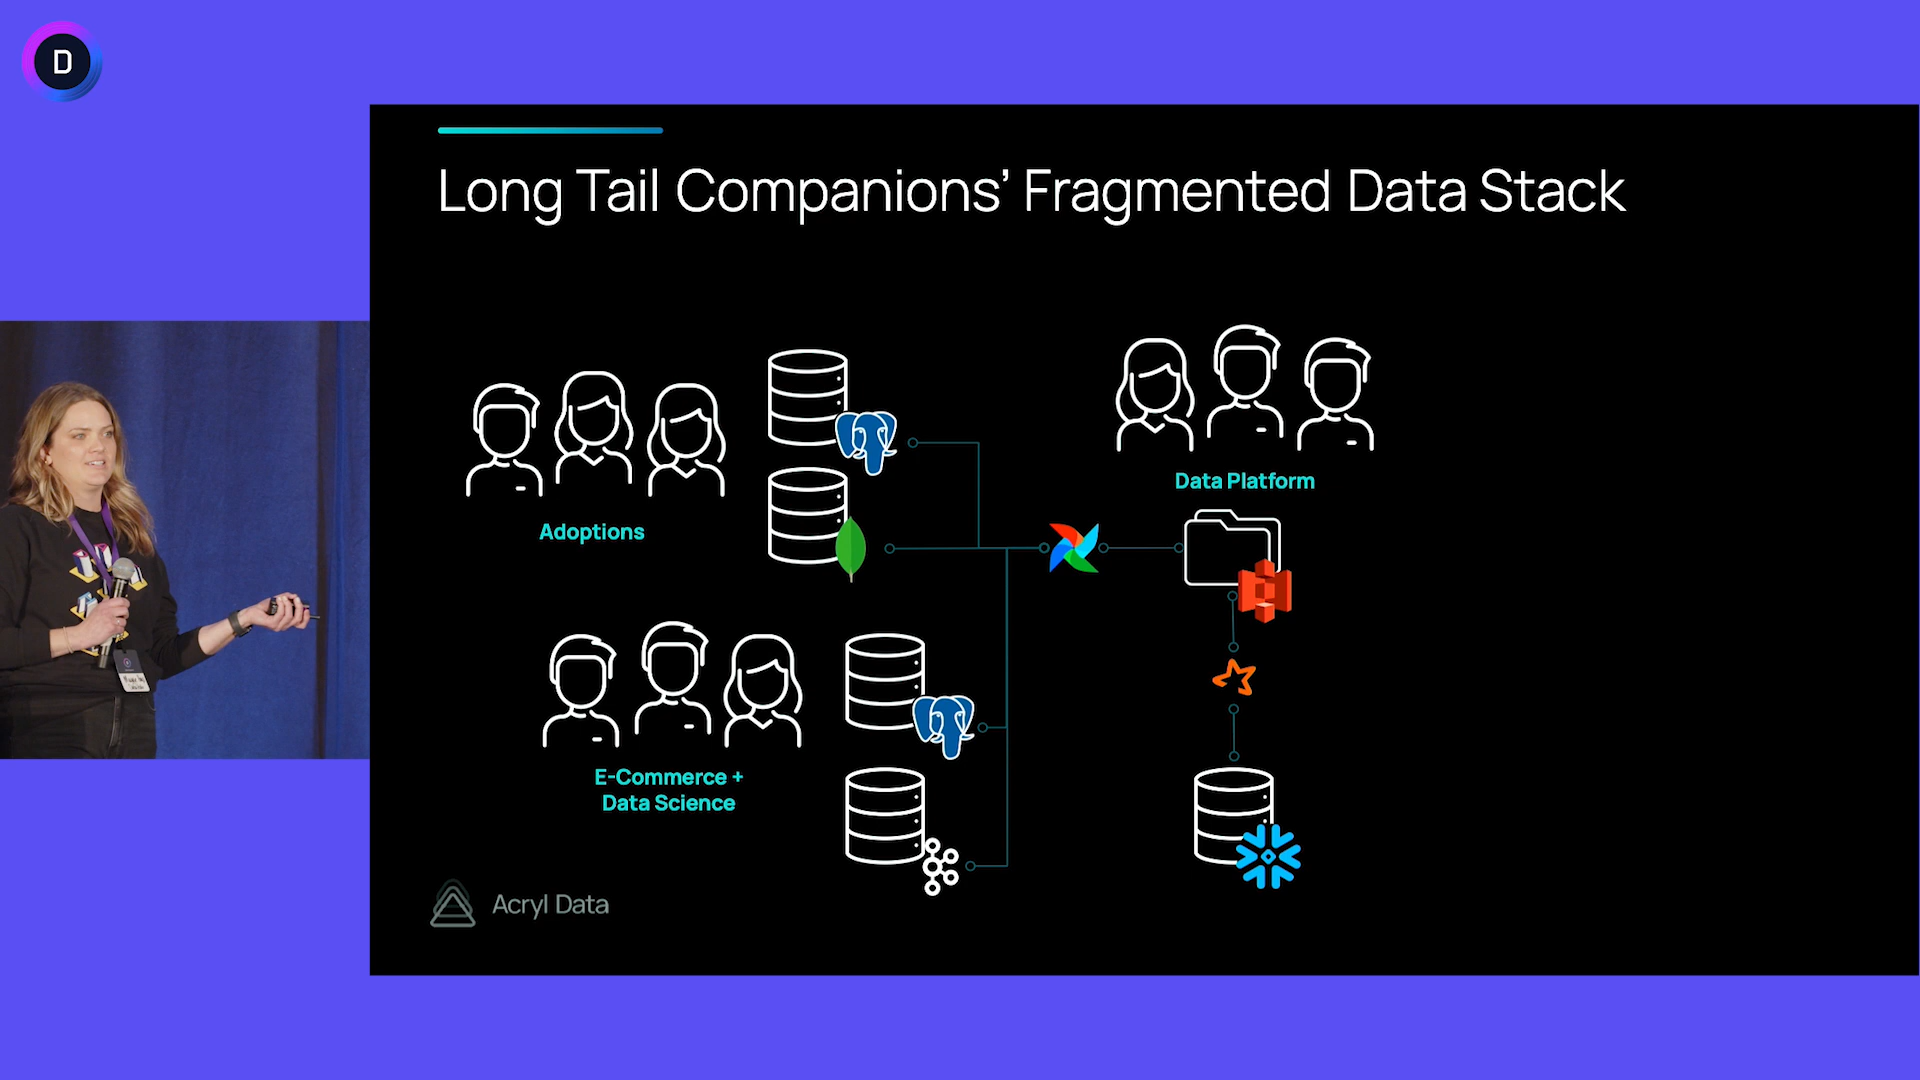 D
Long Tail Companions’ Fragmented Data Stack
Adoptions
Data Platform
E-Commerce +
Data Science
Acryl Data